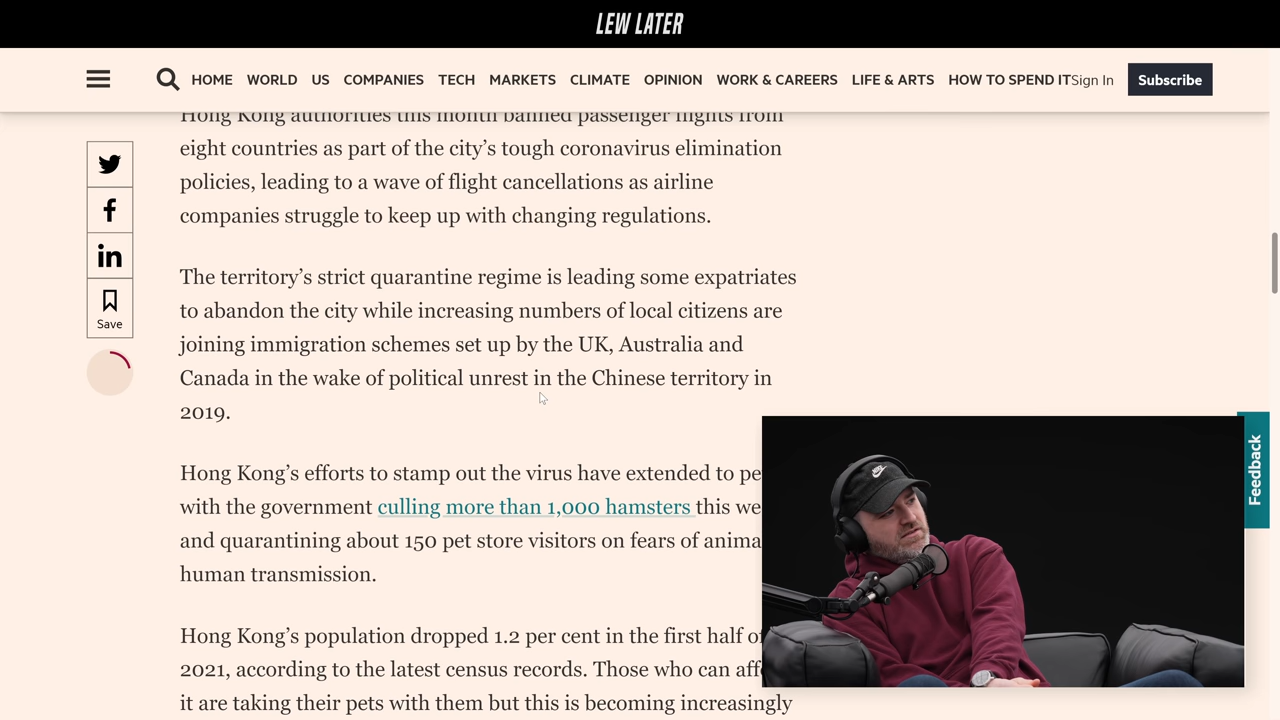 LEW LATER
HOME WORLD US COMPANIES TECH MARKETS CLIMATE OPINION WORK & CAREERS LIFE & ARTS HOW TO SPEND IT Sign In Subscribe
Hong Kong authorities this month banned passenger flights from
eight countries as part of the city’s tough coronavirus elimination
policies, leading to a wave of flight cancellations as airline
companies struggle to keep up with changing regulations.
The territory’s strict quarantine regime is leading some expatriates
to abandon the city while increasing numbers of local citizens are
joining immigration schemes set up by the UK, Australia and
Canada in the wake of political unrest in the Chinese territory in
2019.
Save
Hong Kong’s efforts to stamp out the virus have extended to
with the government culling more than 1,000 hamsters this
and quarantining about 150 pet store visitors on fears of
human transmission.
Hong Kong’s population dropped 1.2 per cent in the first half
2021, according to the latest census records. Those who can
it are taking their pets with them but this is becoming increasingly
Feedback